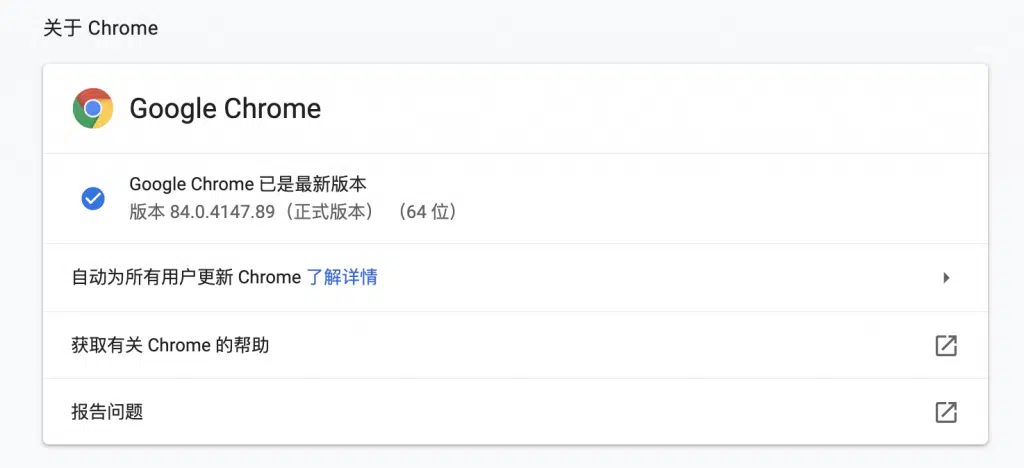 关于 Chrome
Google Chrome
Google Chrome 已是最新版本
版本 84.0.4147.89（正式版本） （64 位）
自动为所有用户更新 Chrome 了解详情
获取有关 Chrome 的帮助
报告问题